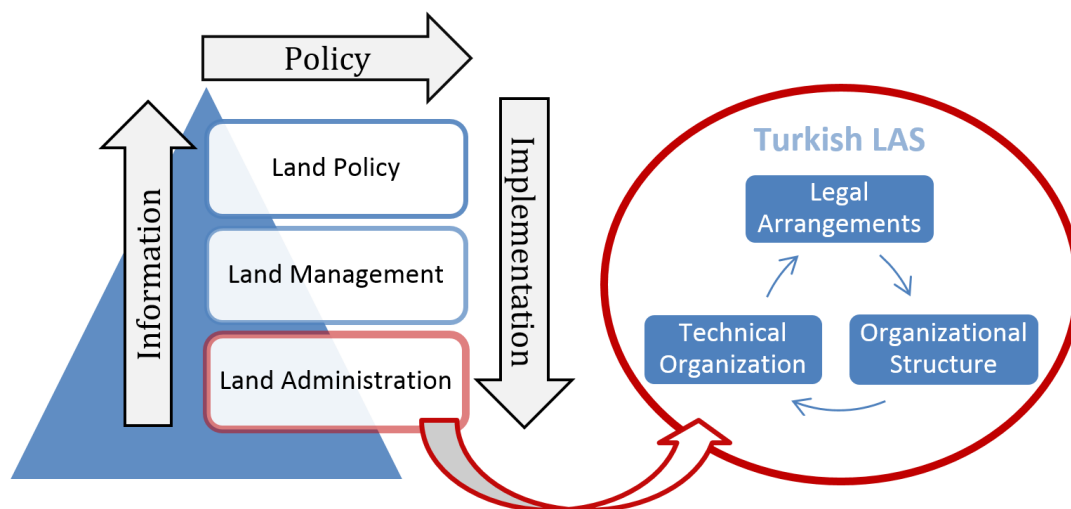 Policy
Information
Land Policy
Land Management
Land Administration
Implementation
Turkish LAS
Legal
Arrangements
Technical
Organization
Organizational
Structure